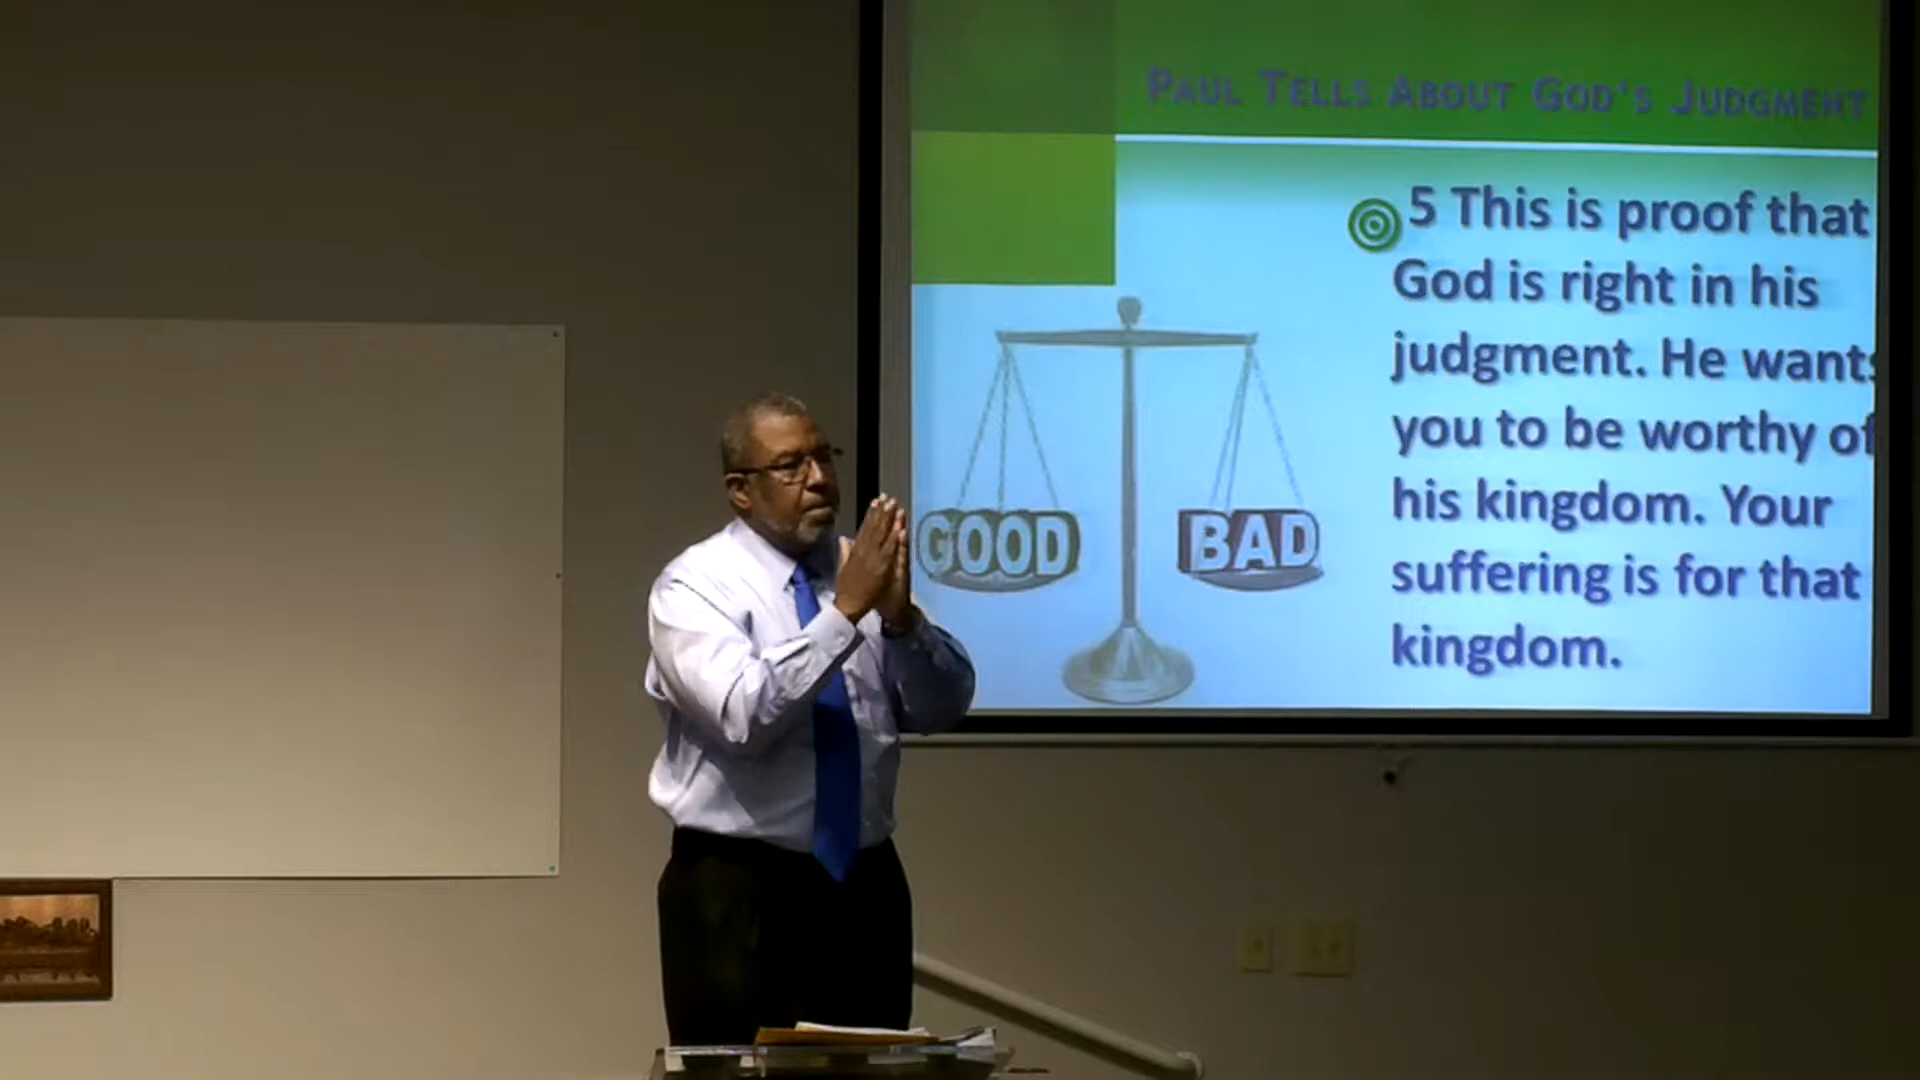 PAUL TELLS ABOUT GOD'S JUDGMENT
5 This is proof that
God is right in his
judgment. He wants
you to be worthy of
his kingdom. Your
suffering is for that
kingdom.
GOOD
BAD